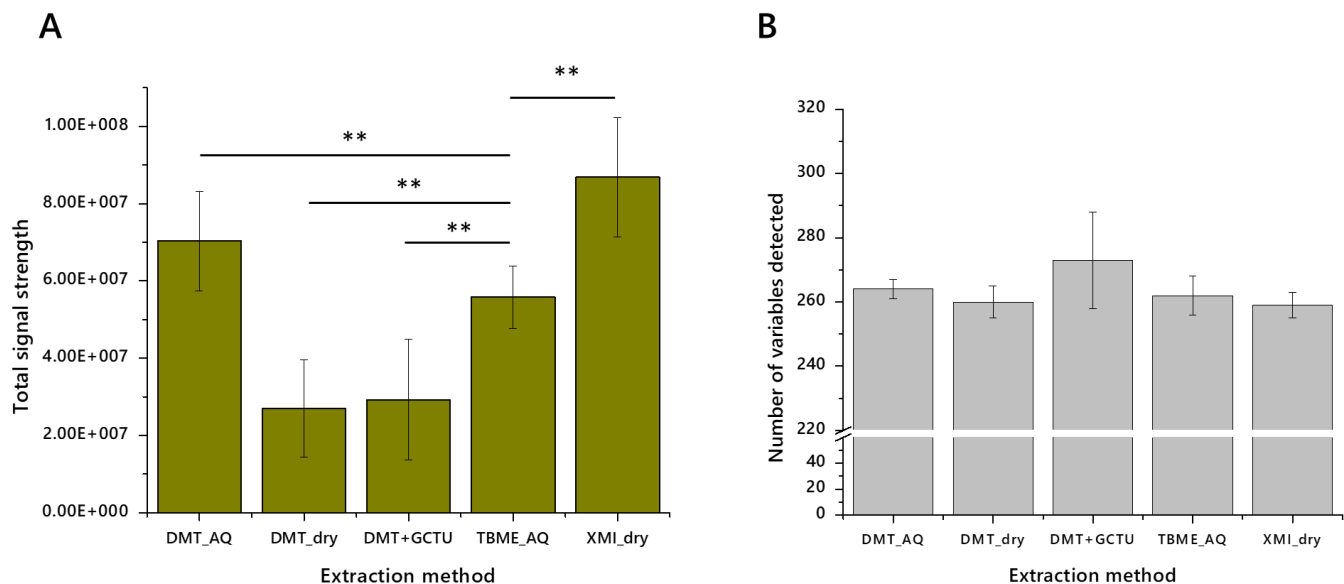 A
B
**
**
**
**
1.00E+008
8.00E+007
6.00E+007
4.00E+007
2.00E+007
0.00E+000
Total signal strength
DMT_AQ DMT_dry DMT+GCTU TBME_AQ XMI_dry
Extraction method
320
300
280
260
240
220
40
20
0
Number of variables detected
DMT_AQ DMT_dry DMT+GCTU TBME_AQ XMI_dry
Extraction method